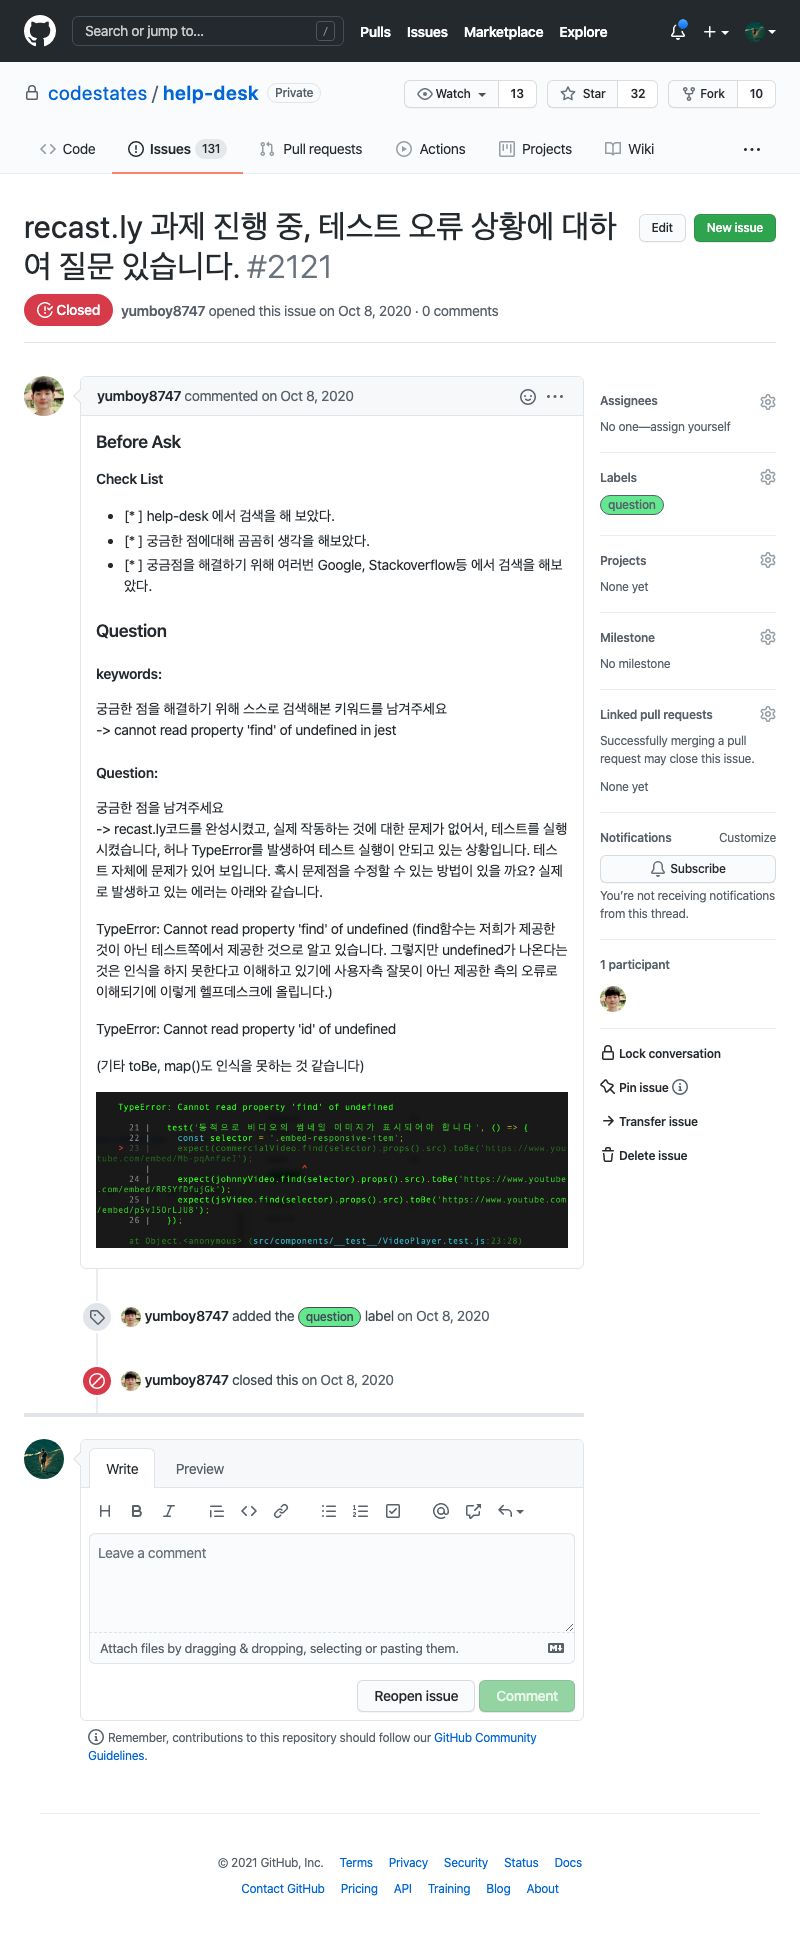 Search or jump to... /
Pulls Issues Marketplace Explore
codestates / help-desk Private
Watch 13 Star 32 Fork 10
Code Issues 131 Pull requests Actions Projects Wiki
recast.ly 과제 진행 중, 테스트 오류 상황에 대하
여 질문 있습니다. #2121
Edit New issue
Closed yumboy8747 opened this issue on Oct 8, 2020 · 0 comments
yumboy8747 commented on Oct 8, 2020
Before Ask
Check List
[* ] help-desk 에서 검색을 해 보았다.
[* ] 궁금한 점에대해 곰곰히 생각을 해보았다.
[* ] 궁금점을 해결하기 위해 여러번 Google, Stackoverflow등 에서 검색을 해보
았다.
Question
keywords:
궁금한 점을 해결하기 위해 스스로 검색해본 키워드를 남겨주세요
-> cannot read property 'find' of undefined in jest
Question:
궁금한 점을 남겨주세요
-> recast.ly코드를 완성시켰고, 실제 작동하는 것에 대한 문제가 없어서, 테스트를 실행
시켰습니다, 허나 TypeError를 발생하여 테스트 실행이 안되고 있는 상황입니다. 테스
트 자체에 문제가 있어 보입니다. 혹시 문제점을 수정할 수 있는 방법이 있을 까요? 실제
로 발생하고 있는 에러는 아래와 같습니다.
TypeError: Cannot read property 'find' of undefined (find함수는 저희가 제공한
것이 아닌 테스트쪽에서 제공한 것으로 알고 있습니다. 그렇지만 undefined가 나온다는
것은 인식을 하지 못한다고 이해하고 있기에 사용자측 잘못이 아닌 제공한 측의 오류로
이해되기에 이렇게 헬프데스크에 올립니다.)
TypeError: Cannot read property 'id' of undefined
(기타 toBe, map()도 인식을 못하는 것 같습니다)
TypeError: Cannot read property 'find' of undefined
21 | test('동적으로 비디오의 썸네일 이미지가 표시되어야 합니다', () => {
22 | const selector = '.embed-responsive-item';
> 23 | expect(commercialVideo.find(selector).props().src).toBe('https://www.you
| ^
24 | expect(johnnyVideo.find(selector).props().src).toBe('https://www.youtube
.com/embed/RR5YfDfujGk');
25 | expect(jsVideo.find(selector).props().src).toBe('https://www.youtube.com
26 | });
at Object.<anonymous> (src/components/__test__/VideoPlayer.test.js:23:28)
yumboy8747 added the question label on Oct 8, 2020
yumboy8747 closed this on Oct 8, 2020
Write Preview
Leave a comment
Attach files by dragging & dropping, selecting or pasting them.
Reopen issue Comment
Remember, contributions to this repository should follow our GitHub Community
Guidelines.
Assignees
No one—assign yourself
Labels
question
Projects
None yet
Milestone
No milestone
Linked pull requests
Successfully merging a pull
request may close this issue.
None yet
Notifications Customize
Subscribe
You're not receiving notifications
from this thread.
1 participant
Lock conversation
Pin issue
Transfer issue
Delete issue
© 2021 GitHub, Inc. Terms Privacy Security Status Docs
Contact GitHub Pricing API Training Blog About